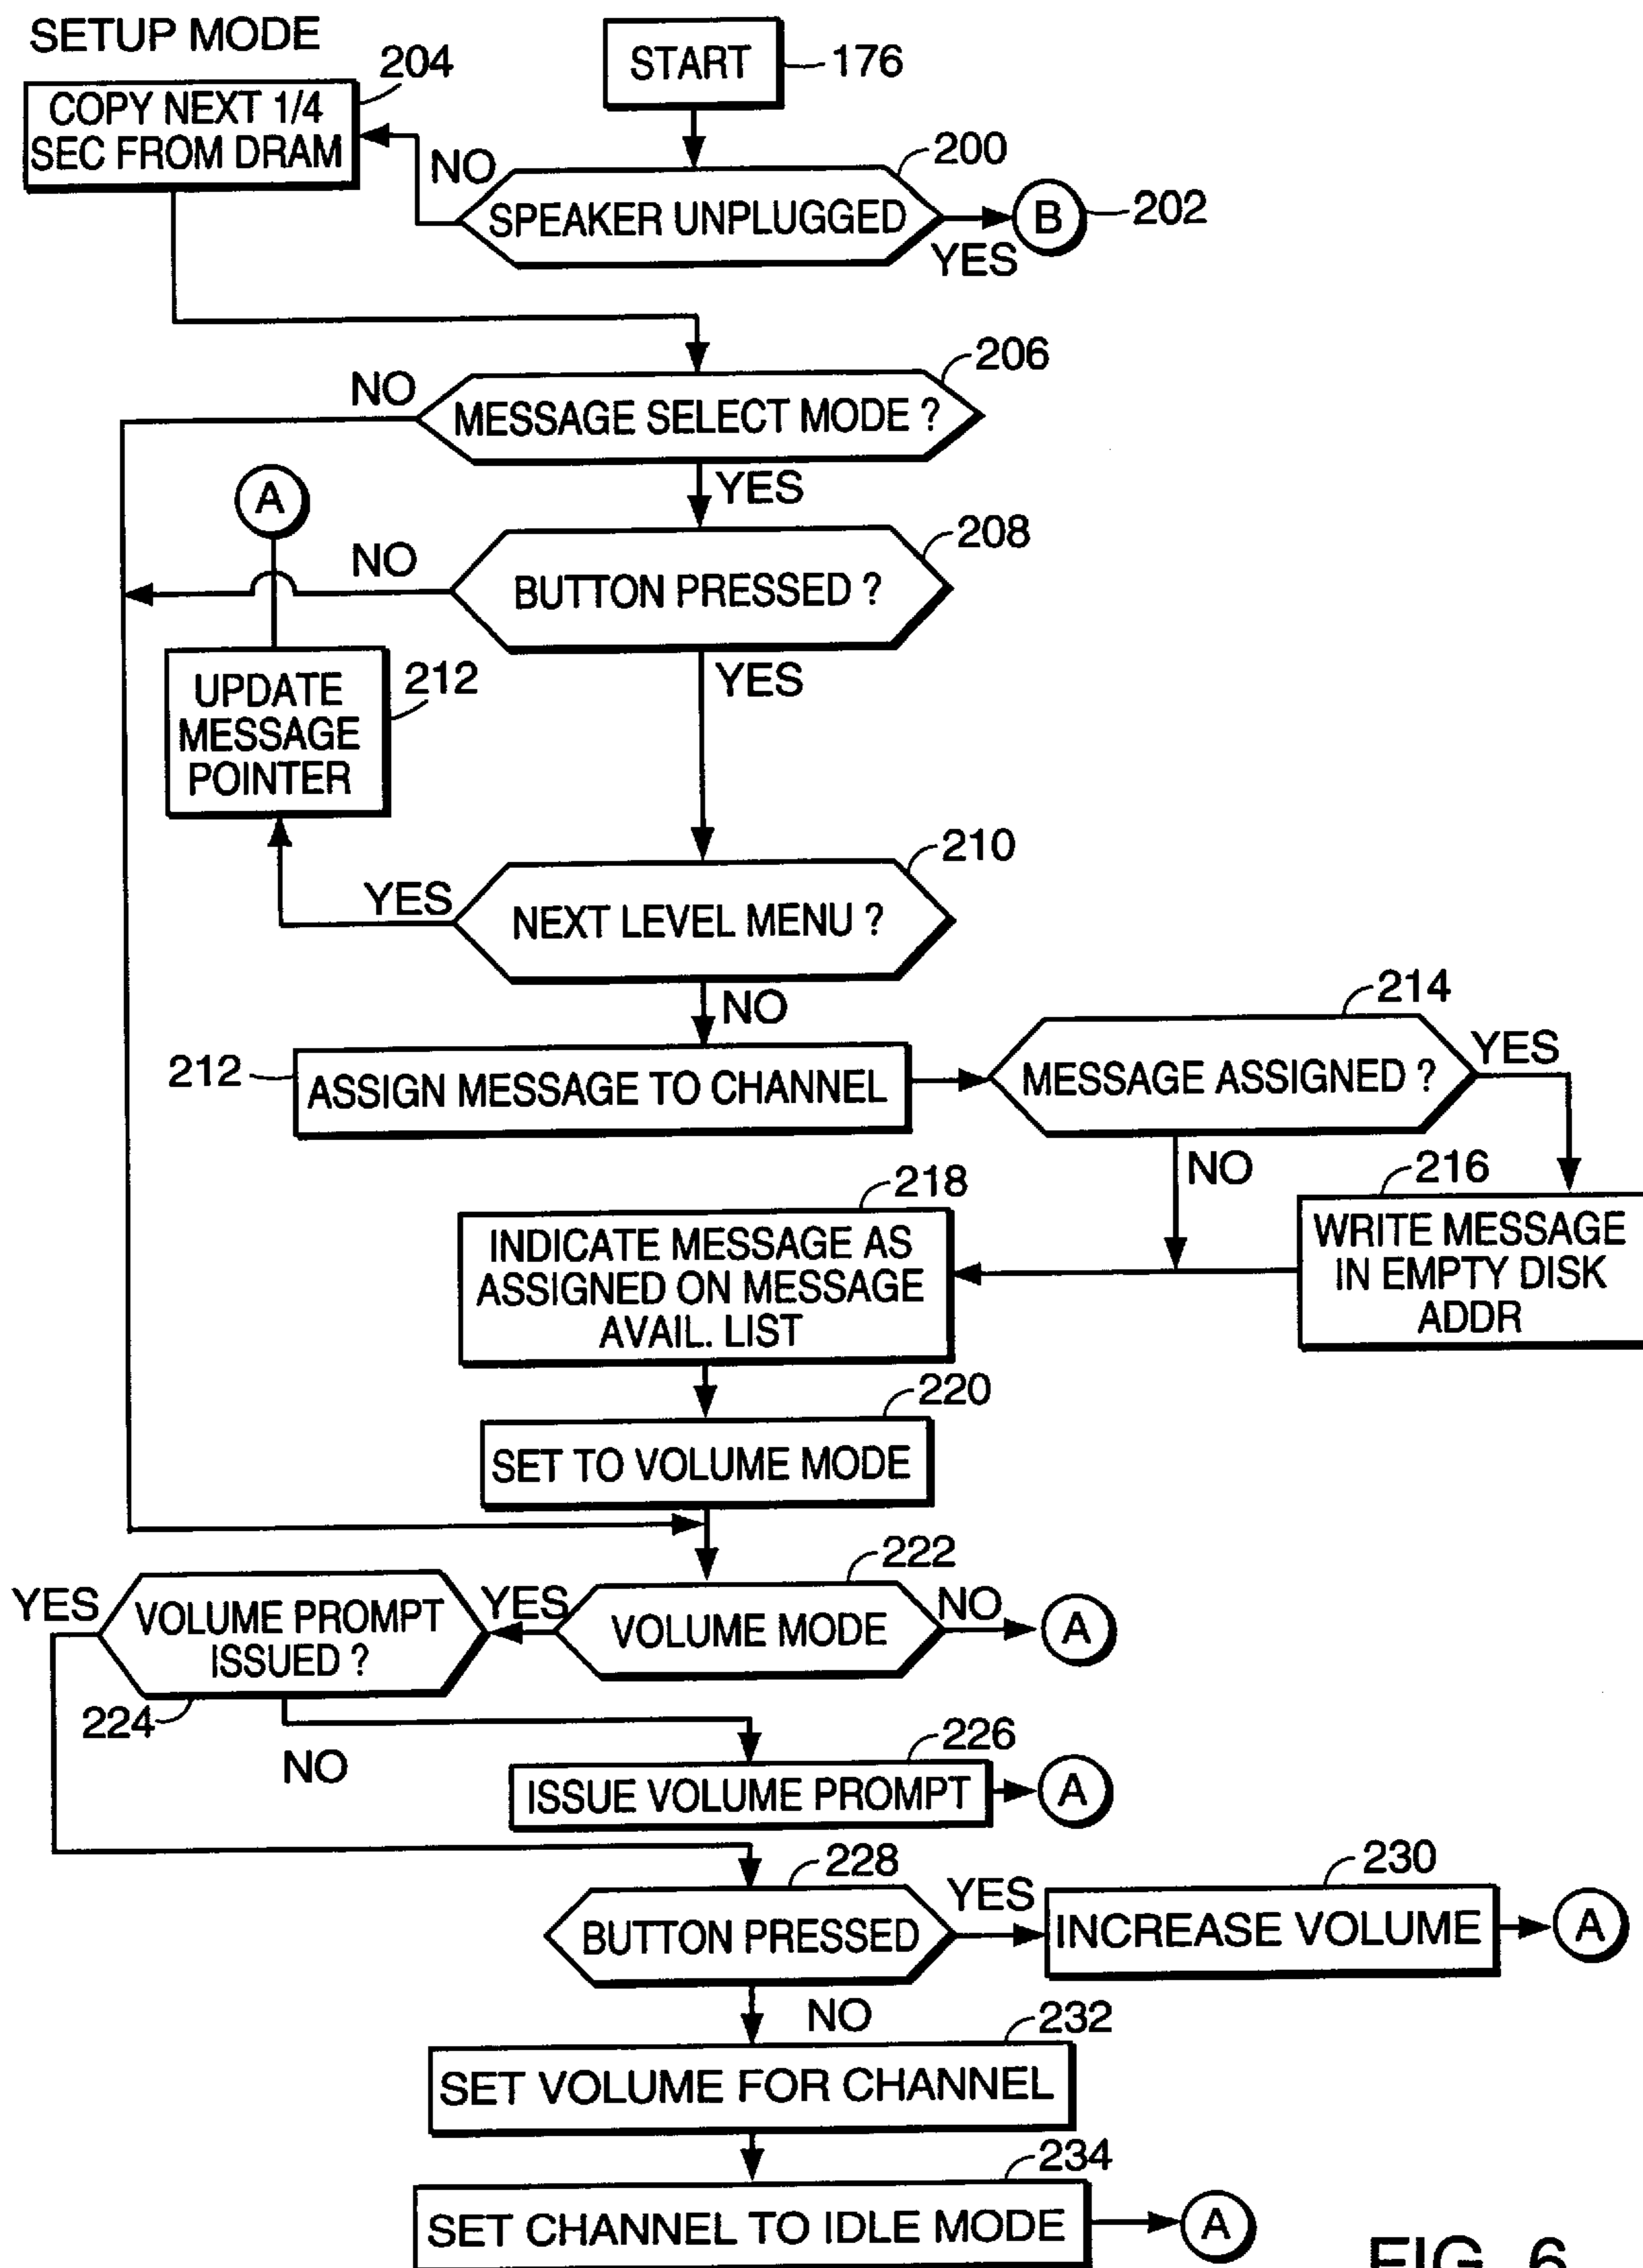 SETUP MODE
204
START
176
COPY NEXT 1/4
SEC FROM DRAM
NO
200
SPEAKER UNPLUGGED
B
202
YES
206
NO
MESSAGE SELECT MODE ?
YES
A
208
NO
BUTTON PRESSED ?
YES
212
UPDATE
MESSAGE
POINTER
210
YES
NEXT LEVEL MENU ?
NO
214
212
ASSIGN MESSAGE TO CHANNEL
MESSAGE ASSIGNED ?
YES
NO
216
218
INDICATE MESSAGE AS
ASSIGNED ON MESSAGE
AVAIL. LIST
WRITE MESSAGE
IN EMPTY DISK
ADDR
220
SET TO VOLUME MODE
222
YES
VOLUME PROMPT
ISSUED ?
YES
VOLUME MODE
NO
A
224
NO
226
ISSUE VOLUME PROMPT
A
228
230
BUTTON PRESSED
YES
INCREASE VOLUME
A
NO
232
SET VOLUME FOR CHANNEL
234
SET CHANNEL TO IDLE MODE
A
FIG. 6